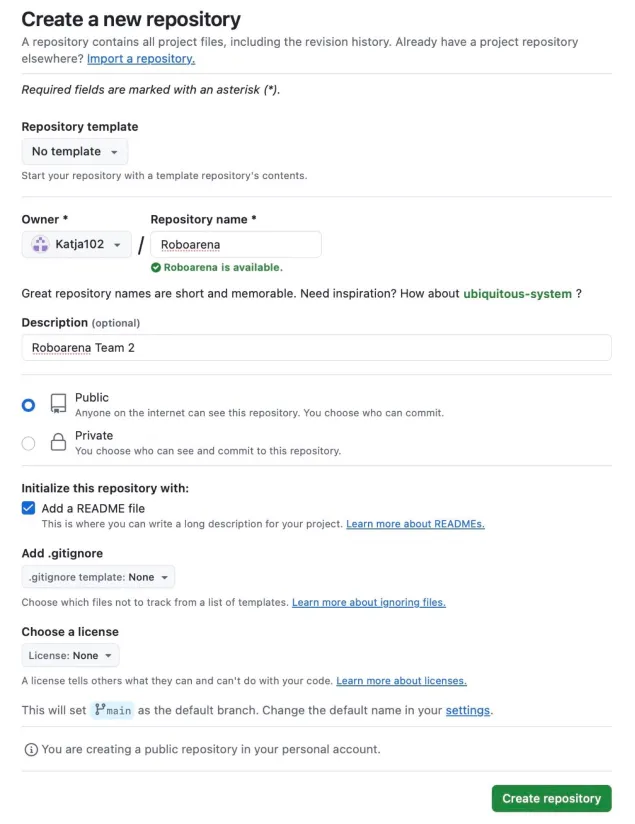 Create a new repository
A repository contains all project files, including the revision history. Already have a project repository
elsewhere? Import a repository.
Required fields are marked with an asterisk (*).
Repository template
No template
Start your repository with a template repository's contents.
Owner * Repository name *
Katja102 / Roboarena
Roboarena is available.
Great repository names are short and memorable. Need inspiration? How about ubiquitous-system ?
Description (optional)
Roboarena Team 2
Public
Anyone on the internet can see this repository. You choose who can commit.
Private
You choose who can see and commit to this repository.
Initialize this repository with:
Add a README file
This is where you can write a long description for your project. Learn more about READMEs.
Add .gitignore
.gitignore template: None
Choose which files not to track from a list of templates. Learn more about ignoring files.
Choose a license
License: None
A license tells others what they can and can't do with your code. Learn more about licenses.
This will set main as the default branch. Change the default name in your settings.
You are creating a public repository in your personal account.
Create repository